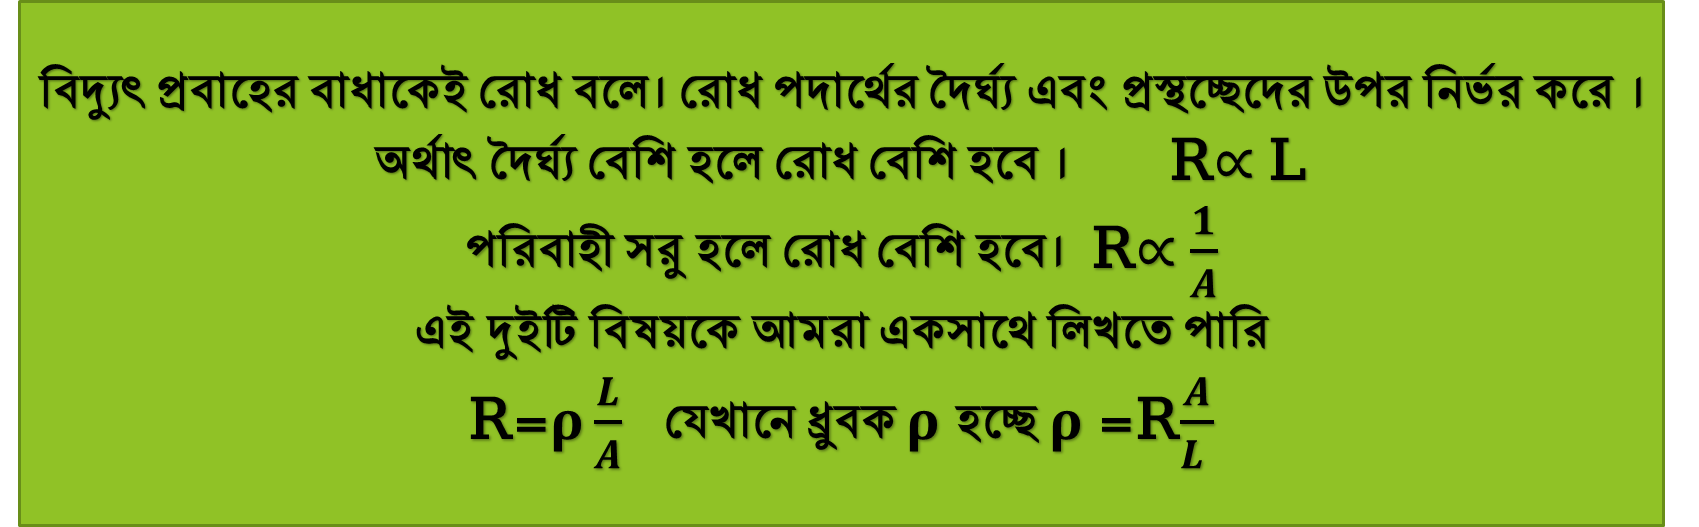 বিদ্যুৎ প্রবাহের বাধাকেই রোধ বলে। রোধ পদার্থের দৈর্ঘ্য এবং প্রস্থচ্ছেদের উপর নির্ভর করে ।
অর্থাৎ দৈর্ঘ্য বেশি হলে রোধ বেশি হবে । R∝ L
পরিবাহী সরু হলে রোধ বেশি হবে। R∝ 1/A
এই দুইটি বিষয়কে আমরা একসাথে লিখতে পারি
R=ρ L/A যেখানে ধ্রুবক ρ হচ্ছে ρ =R A/L